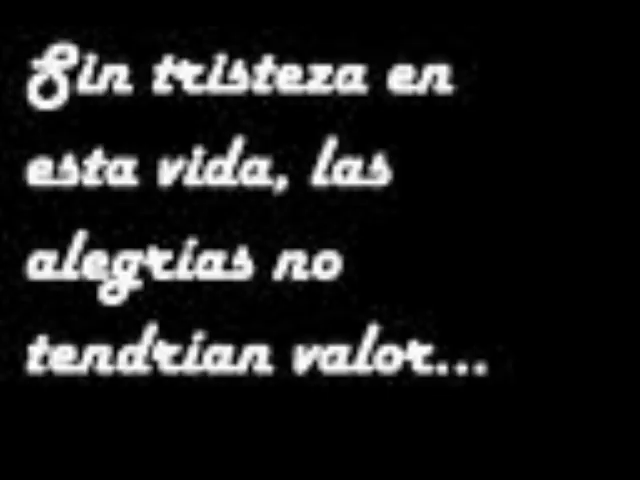 Sin tristeza en
esta vida, las
alegrias no
tendrian valor...